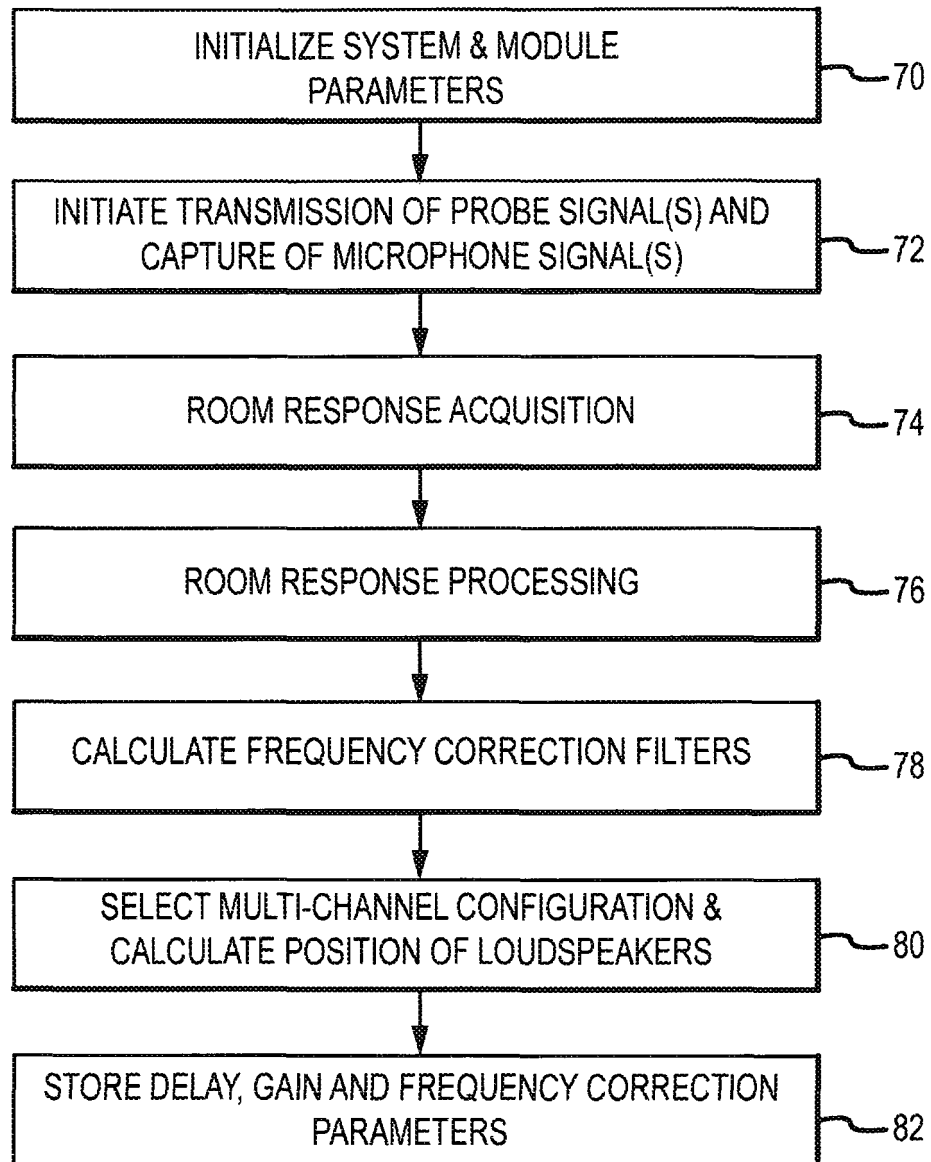 INITIALIZE SYSTEM & MODULE
PARAMETERS
70
INITIATE TRANSMISSION OF PROBE SIGNAL(S) AND
CAPTURE OF MICROPHONE SIGNAL(S)
72
ROOM RESPONSE ACQUISITION
74
ROOM RESPONSE PROCESSING
76
CALCULATE FREQUENCY CORRECTION FILTERS
78
SELECT MULTI-CHANNEL CONFIGURATION &
CALCULATE POSITION OF LOUDSPEAKERS
80
STORE DELAY, GAIN AND FREQUENCY CORRECTION
PARAMETERS
82